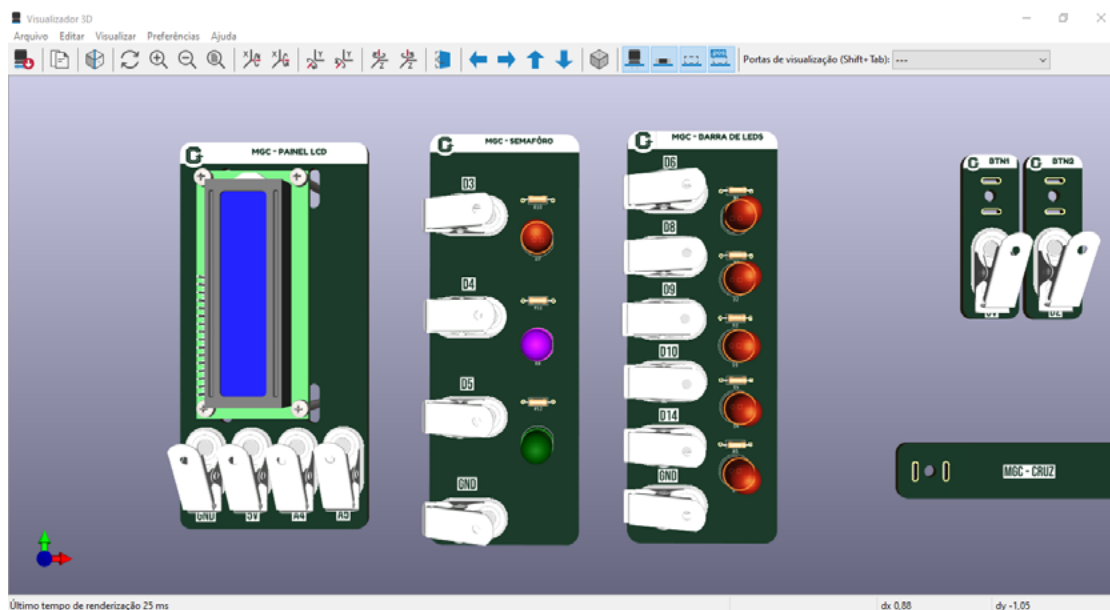 Visualizador 3D
Arquivo Editar Visualizar Preferências Ajuda
Portas de visualização (Shift+Tab): ---
MGC - PAINEL LCD
GND 5V A4 A5
MGC - SEMAFÓRO
D3
D4
D5
GND
MGC - BARRA DE LEDS
D6
D8
D9
D10
D14
GND
BTN1
BTN2
D2
MGC - CRUZ
Último tempo de renderização 25 ms
dx 0,88
dy -1,05